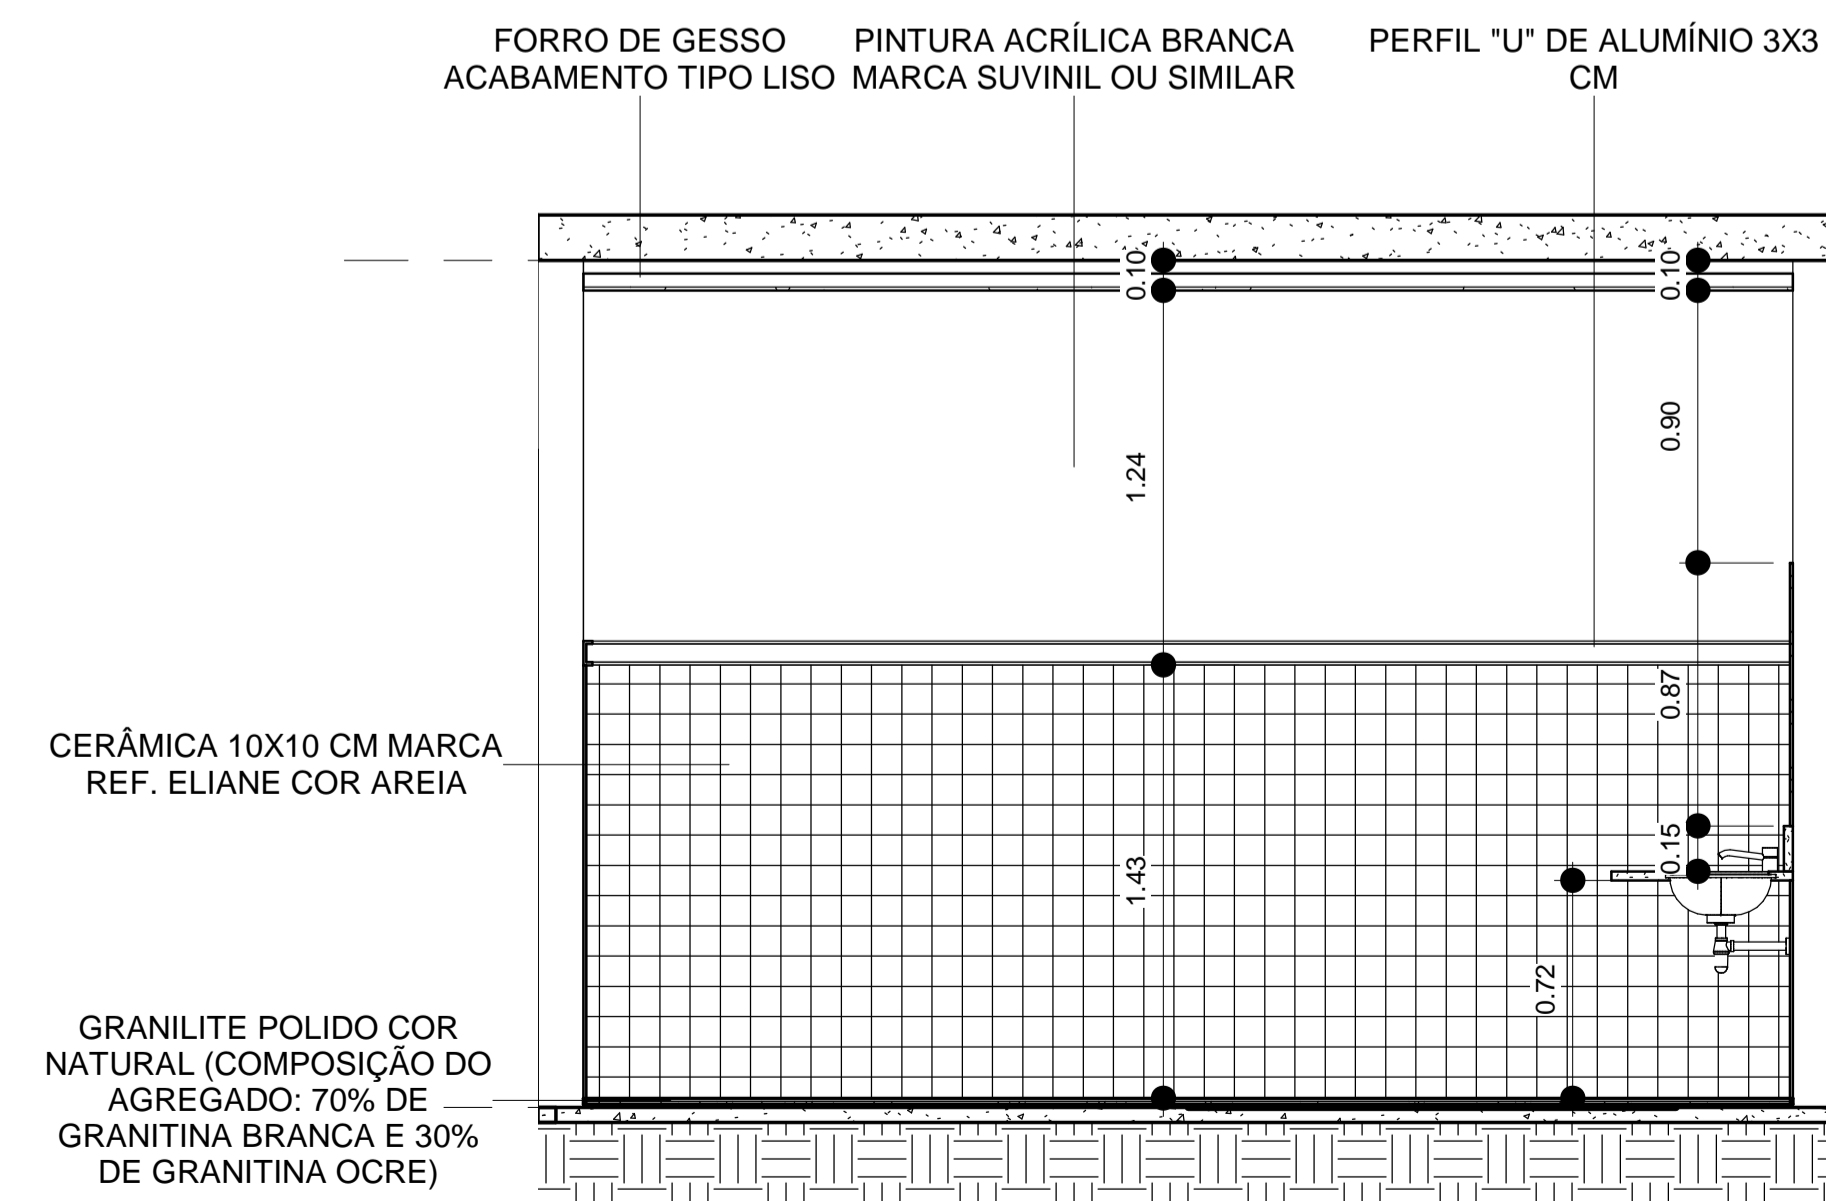 FORRO DE GESSO
ACABAMENTO TIPO LISO
PINTURA ACRÍLICA BRANCA
MARCA SUVINIL OU SIMILAR
PERFIL "U" DE ALUMÍNIO 3X3
CM
0.10
0.10
0.90
1.24
0.87
CERÂMICA 10X10 CM MARCA
REF. ELIANE COR AREIA
0.15
1.43
0.72
GRANILITE POLIDO COR
NATURAL (COMPOSIÇÃO DO
AGREGADO: 70% DE
GRANITINA BRANCA E 30%
DE GRANITINA OCRE)